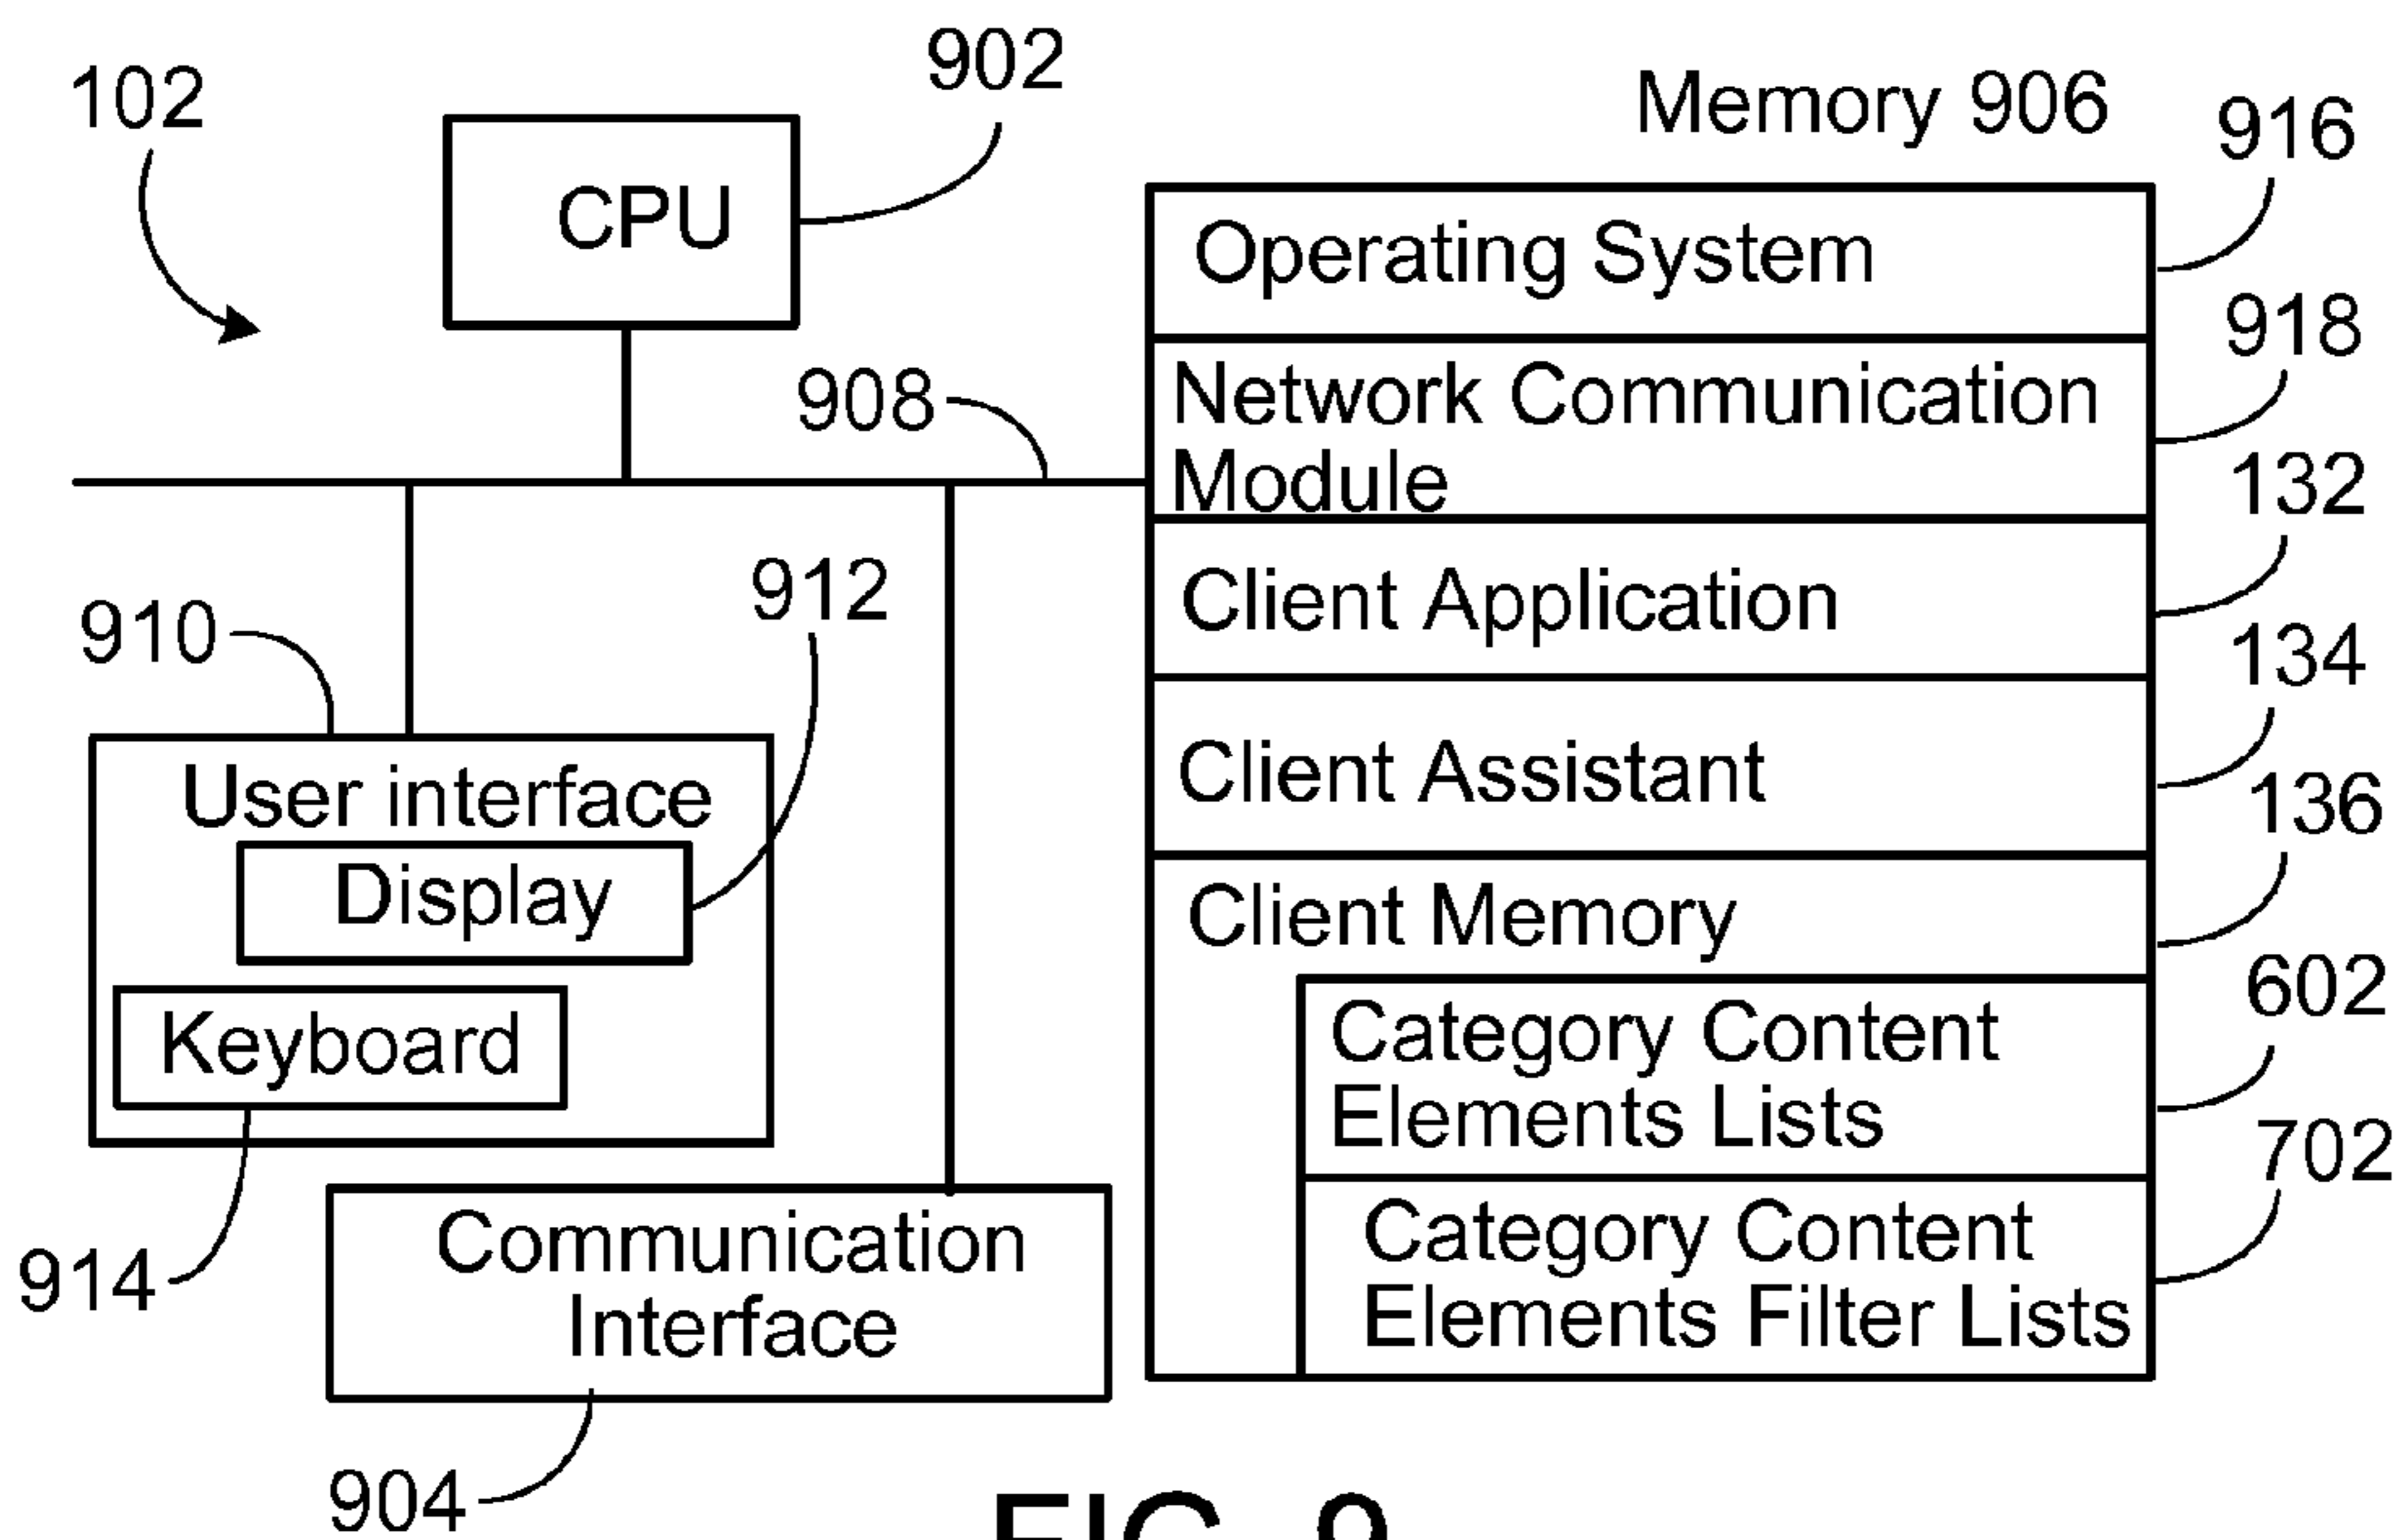 102
902
CPU
Memory 906
916
Operating System
918
908
Network Communication
Module
132
912
910
Client Application
134
User interface
Client Assistant
136
Display
Client Memory
602
Keyboard
Category Content
Elements Lists
702
Communication
Interface
Category Content
Elements Filter Lists
914
904
FIG. 9